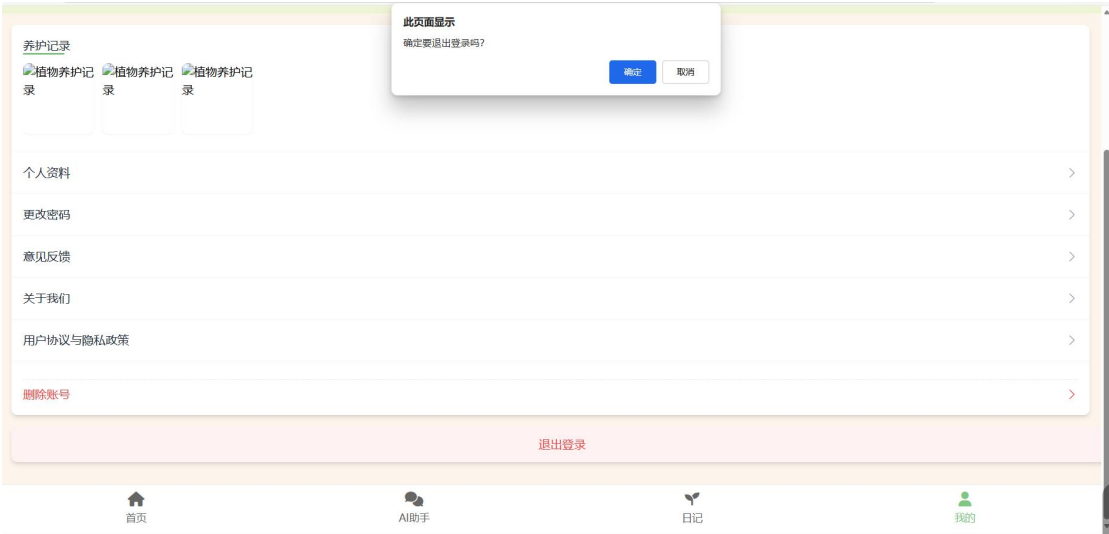 此页面显示
确定要退出登录吗?
确定
取消
养护记录
植物养护记录
植物养护记录
植物养护记录
个人资料
更改密码
意见反馈
关于我们
用户协议与隐私政策
删除账号
退出登录
首页
AI助手
日记
我的